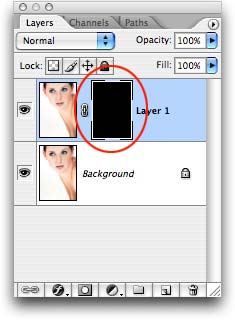 Layers Channels Paths
Normal Opacity: 100%
Lock: Fill: 100%
Layer 1
Background